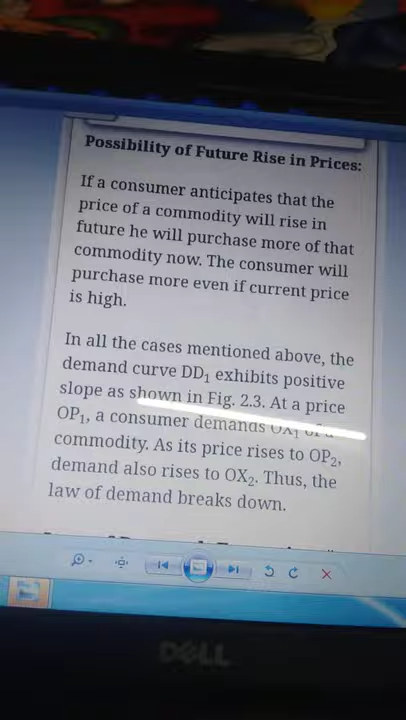 Possibility of Future Rise in Prices:
If a consumer anticipates that the
price of a commodity will rise in
future he will purchase more of that
commodity now. The consumer will
purchase more even if current price
is high.
In all the cases mentioned above, the
demand curve DD₁ exhibits positive
slope as shown in Fig. 2.3. At a price
OP₁, a consumer demands OX₁ of a
commodity. As its price rises to OP₂,
demand also rises to OX₂. Thus, the
law of demand breaks down.
DELL